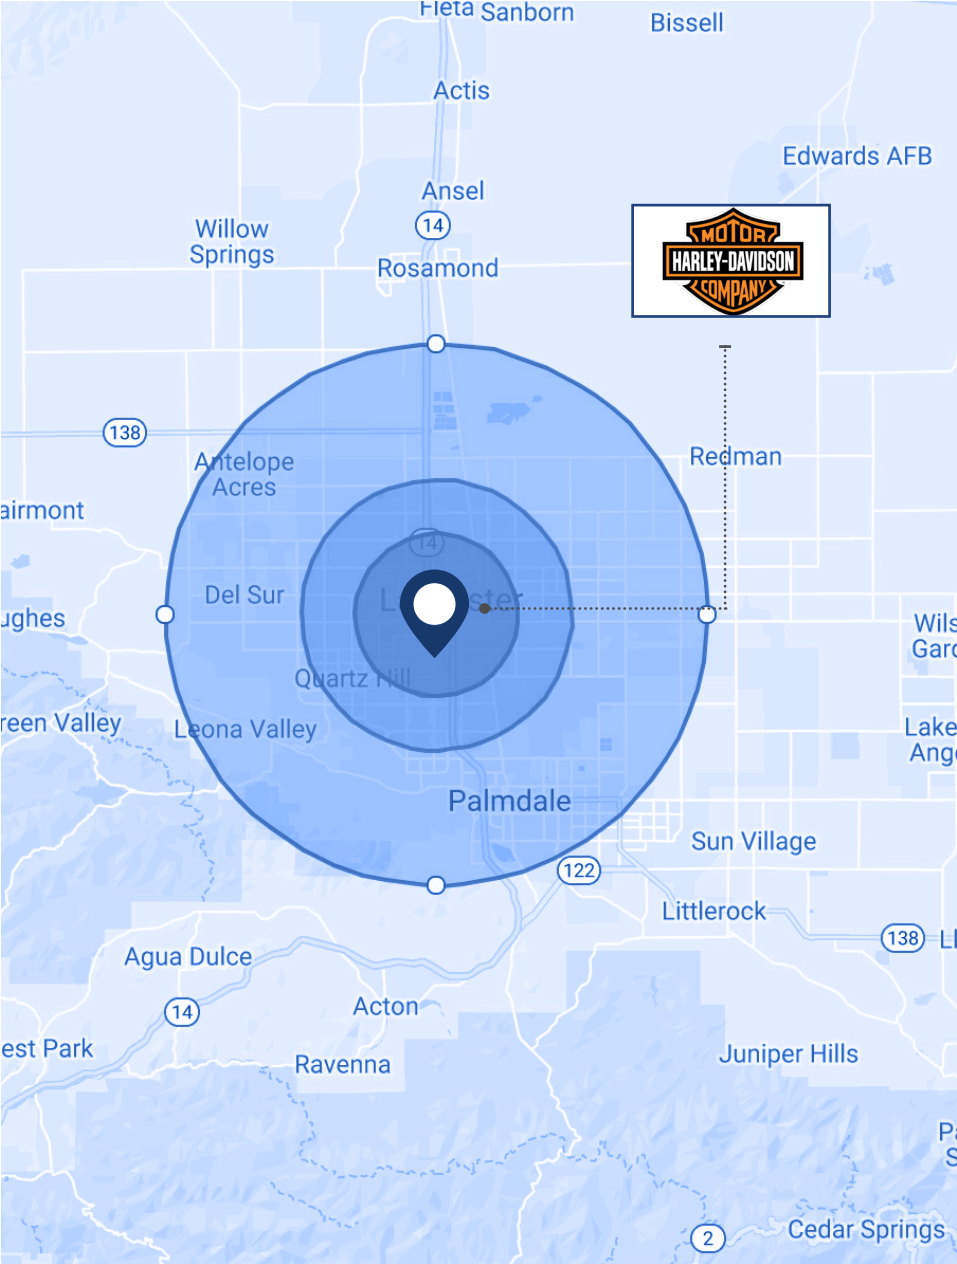 Fleta
Sanborn
Bissell
Actis
Edwards AFB
Ansel
Willow
Springs
14
Rosamond
MOTOR
HARLEY-DAVIDSON
COMPANY
138
Redman
Antelope
Acres
airmont
14
Del Sur
ughes
Wils
Gard
Quartz Hill
reen Valley
Leona Valley
Lake
Ange
Palmdale
Sun Village
122
Littlerock
138
Ll
Agua Dulce
Acton
14
est Park
Ravenna
Juniper Hills
Cedar Springs
2